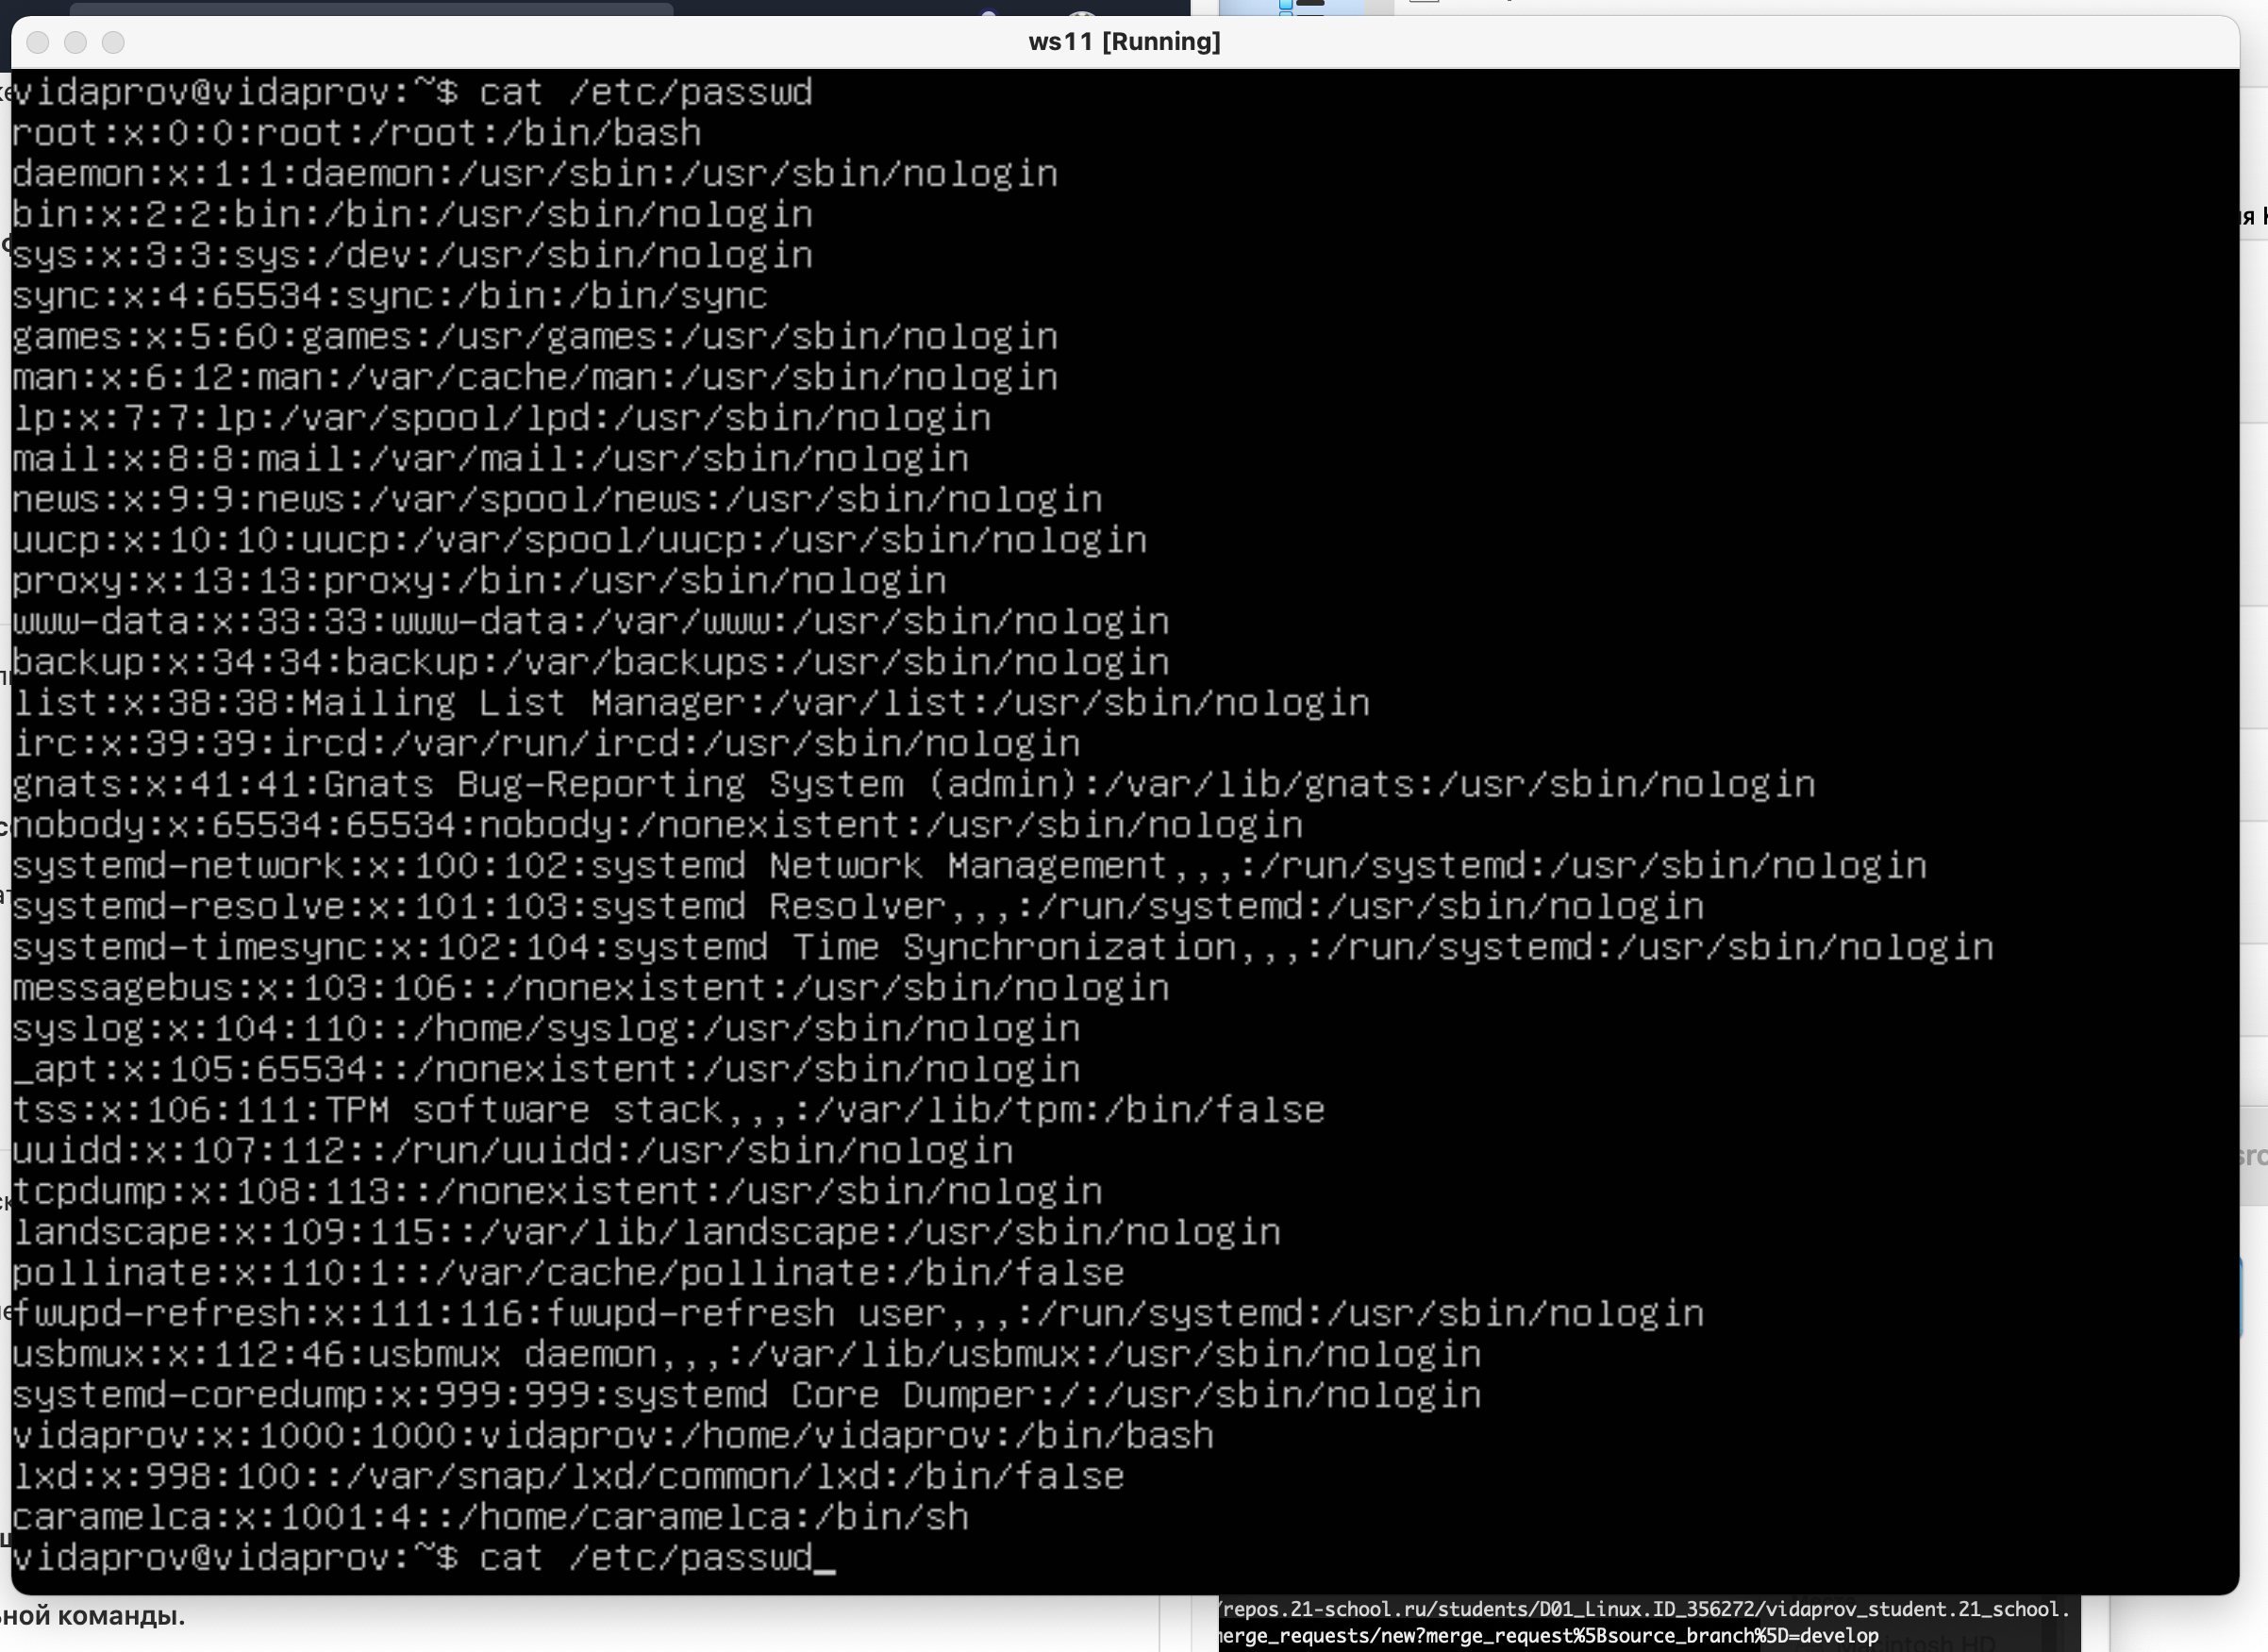 ws11 [Running]
vidaprov@vidaprov:~$ cat /etc/passwd
root:x:0:0:root:/root:/bin/bash
daemon:x:1:1:daemon:/usr/sbin:/usr/sbin/nologin
bin:x:2:2:bin:/bin:/usr/sbin/nologin
sys:x:3:3:sys:/dev:/usr/sbin/nologin
sync:x:4:65534:sync:/bin:/bin/sync
games:x:5:60:games:/usr/games:/usr/sbin/nologin
man:x:6:12:man:/var/cache/man:/usr/sbin/nologin
lp:x:7:7:lp:/var/spool/lpd:/usr/sbin/nologin
mail:x:8:8:mail:/var/mail:/usr/sbin/nologin
news:x:9:9:news:/var/spool/news:/usr/sbin/nologin
uucp:x:10:10:uucp:/var/spool/uucp:/usr/sbin/nologin
proxy:x:13:13:proxy:/bin:/usr/sbin/nologin
www-data:x:33:33:www-data:/var/www:/usr/sbin/nologin
backup:x:34:34:backup:/var/backups:/usr/sbin/nologin
list:x:38:38:Mailing List Manager:/var/list:/usr/sbin/nologin
irc:x:39:39:ircd:/var/run/ircd:/usr/sbin/nologin
gnats:x:41:41:Gnats Bug-Reporting System (admin):/var/lib/gnats:/usr/sbin/nologin
nobody:x:65534:65534:nobody:/nonexistent:/usr/sbin/nologin
systemd-network:x:100:102:systemd Network Management,,,:/run/systemd:/usr/sbin/nologin
systemd-resolve:x:101:103:systemd Resolver,,,:/run/systemd:/usr/sbin/nologin
systemd-timesync:x:102:104:systemd Time Synchronization,,,:/run/systemd:/usr/sbin/nologin
messagebus:x:103:106::/nonexistent:/usr/sbin/nologin
syslog:x:104:110::/home/syslog:/usr/sbin/nologin
_apt:x:105:65534::/nonexistent:/usr/sbin/nologin
tss:x:106:111:TPM software stack,,,:/var/lib/tpm:/bin/false
uuidd:x:107:112::/run/uuidd:/usr/sbin/nologin
tcpdump:x:108:113::/nonexistent:/usr/sbin/nologin
landscape:x:109:115::/var/lib/landscape:/usr/sbin/nologin
pollinate:x:110:1::/var/cache/pollinate:/bin/false
fwupd-refresh:x:111:116:fwupd-refresh user,,,:/run/systemd:/usr/sbin/nologin
usbmux:x:112:46:usbmux daemon,,,:/var/lib/usbmux:/usr/sbin/nologin
systemd-coredump:x:999:999:systemd Core Dumper:/:/usr/sbin/nologin
vidaprov:x:1000:1000:vidaprov:/home/vidaprov:/bin/bash
lxd:x:998:100::/var/snap/lxd/common/lxd:/bin/false
caramelca:x:1001:4::/home/caramelca:/bin/sh
vidaprov@vidaprov:~$ cat /etc/passwd_
ьной команды.
/repos.21-school.ru/students/D01_Linux.ID_356272/vidaprov_student.21_school.
merge_requests/new?merge_request%5Bsource_branch%5D=develop